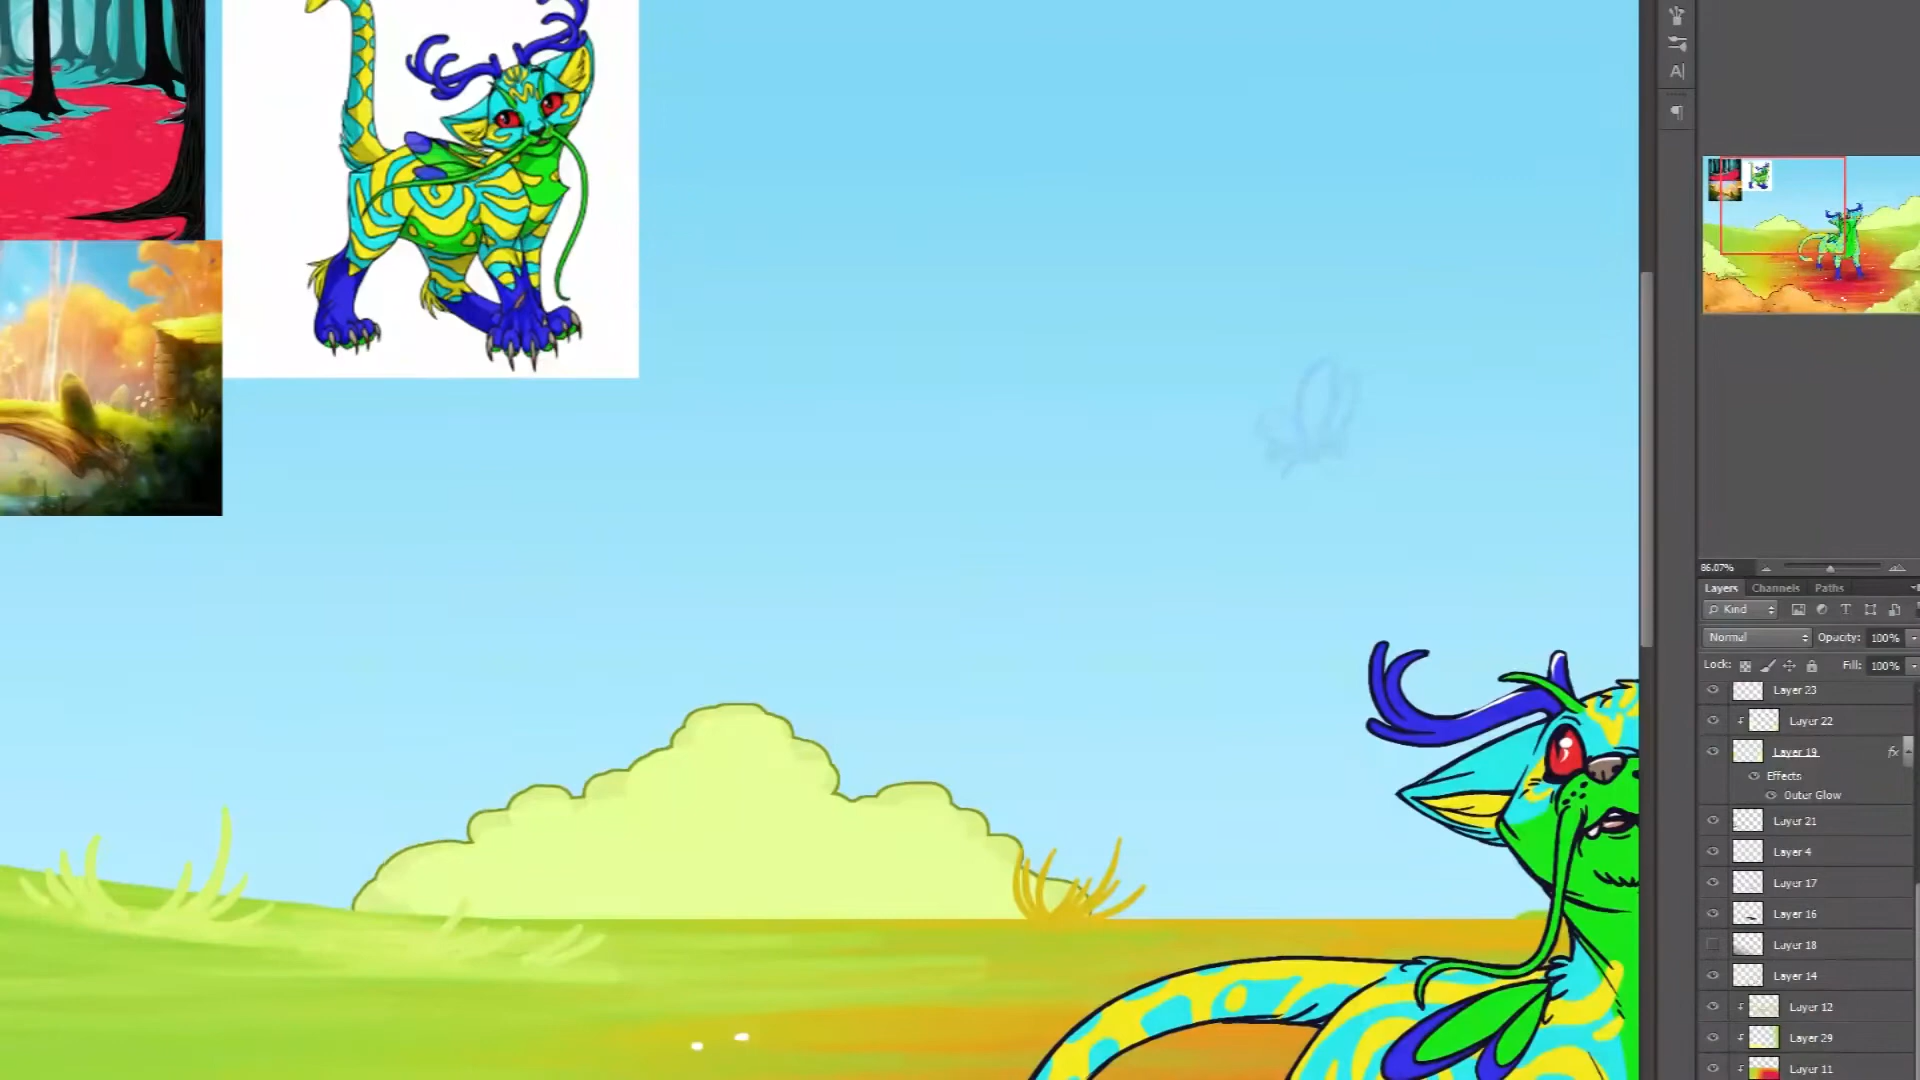 A|
86.07%
Layers Channels Paths
Kind T
Normal Opacity: 100%
Lock: Fill: 100%
Layer 23
Layer 22
Layer 19 fx
Effects
Outer Glow
Layer 21
Layer 4
Layer 17
Layer 16
Layer 18
Layer 14
Layer 12
Layer 29
Layer 11